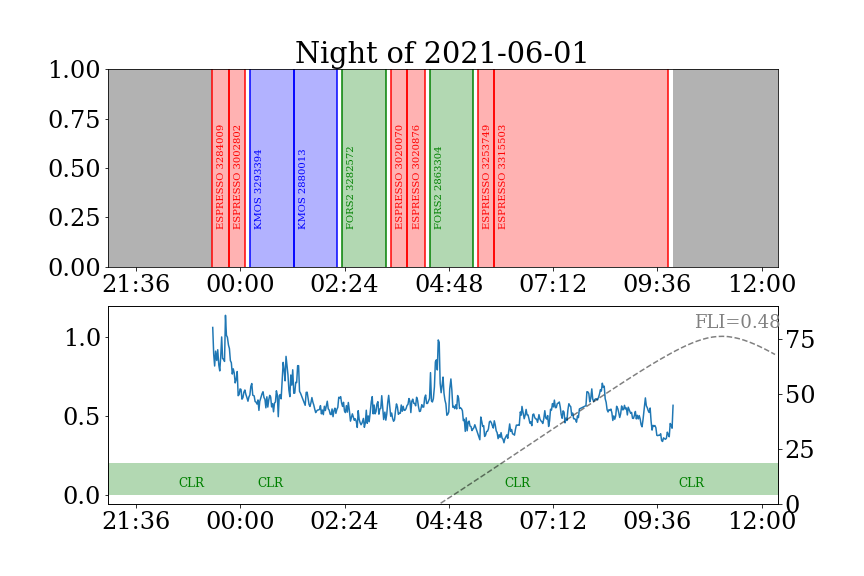 Night of 2021-06-01
1.00
0.75
0.50
0.25
0.00
ESPRESSO 3284009
ESPRESSO 3002802
KMOS 3293394
KMOS 2880013
FORS2 3282572
ESPRESSO 3020070
ESPRESSO 3020876
FORS2 2863304
ESPRESSO 3253749
ESPRESSO 3315503
21:36 00:00 02:24 04:48 07:12 09:36 12:00
FLI=0.48
1.0
0.5
0.0
75
50
25
0
CLR CLR CLR CLR
21:36 00:00 02:24 04:48 07:12 09:36 12:00